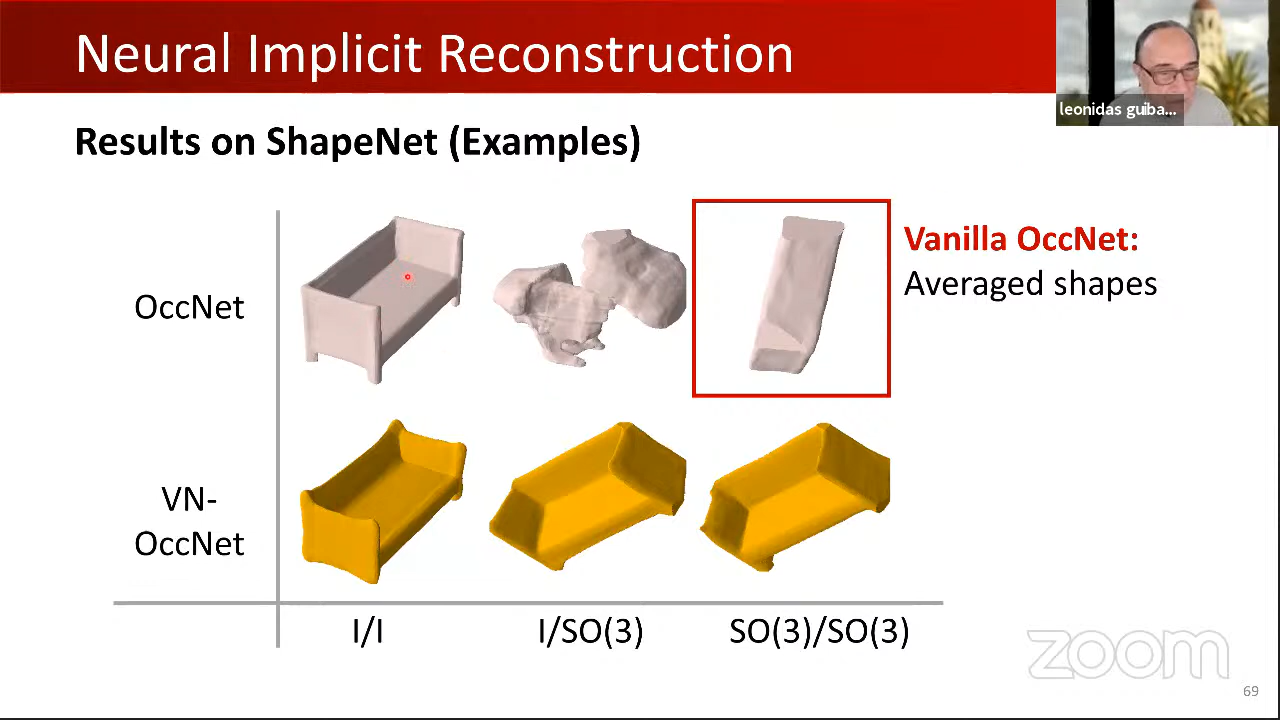 Neural Implicit Reconstruction
leonidas guiba...
Results on ShapeNet (Examples)
Vanilla OccNet:
Averaged shapes
OccNet
VN-
OccNet
I/I
I/SO(3)
SO(3)/SO(3)
zoom
69